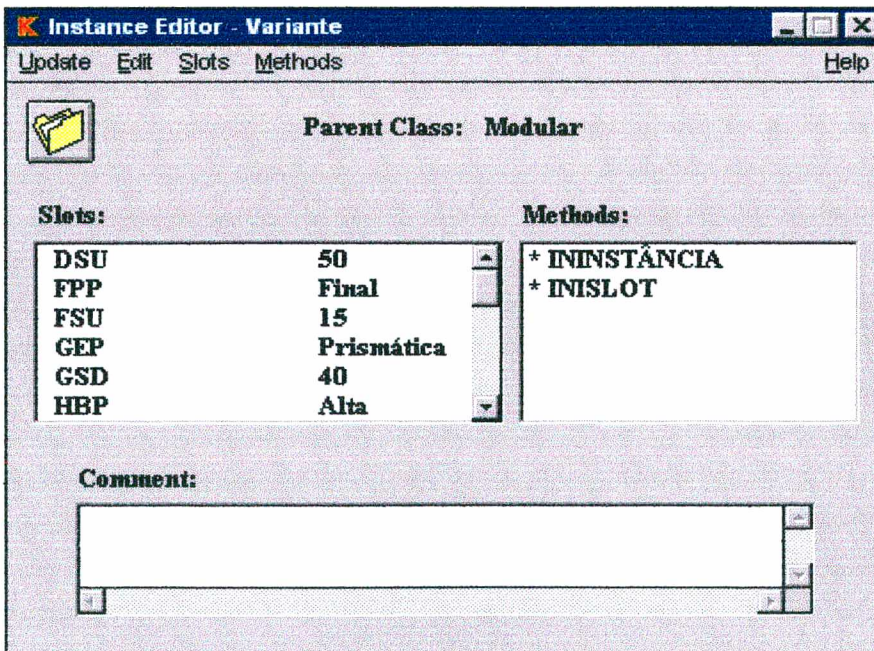 K Instance Editor - Variante
Update Edit Slots Methods Help
Parent Class: Modular
Slots:
DSU 50
FPP Final
FSU 15
GEP Prismática
GSD 40
HBP Alta
Methods:
* ININSTÂNCIA
* INISLOT
Comment: